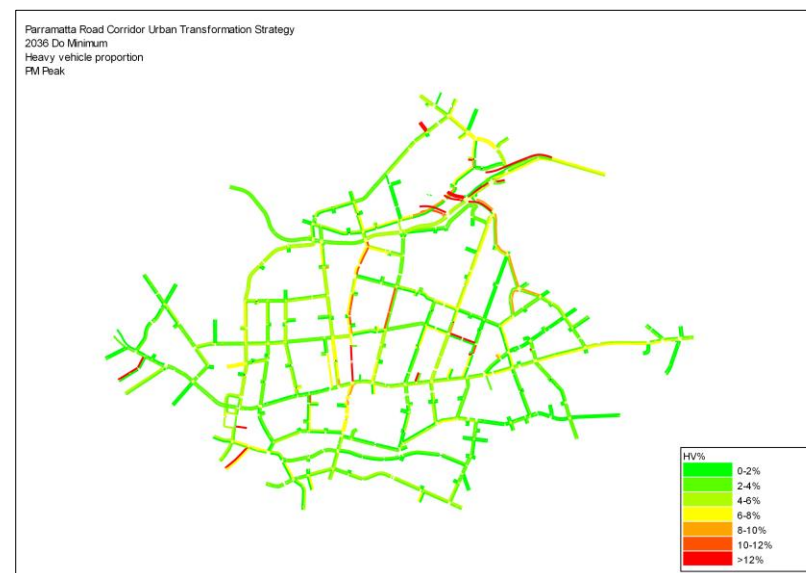 Parramatta Road Corridor Urban Transformation Strategy
2036 Do Minimum
Heavy vehicle proportion
PM Peak
HV%
0-2%
2-4%
4-6%
6-8%
8-10%
10-12%
>12%